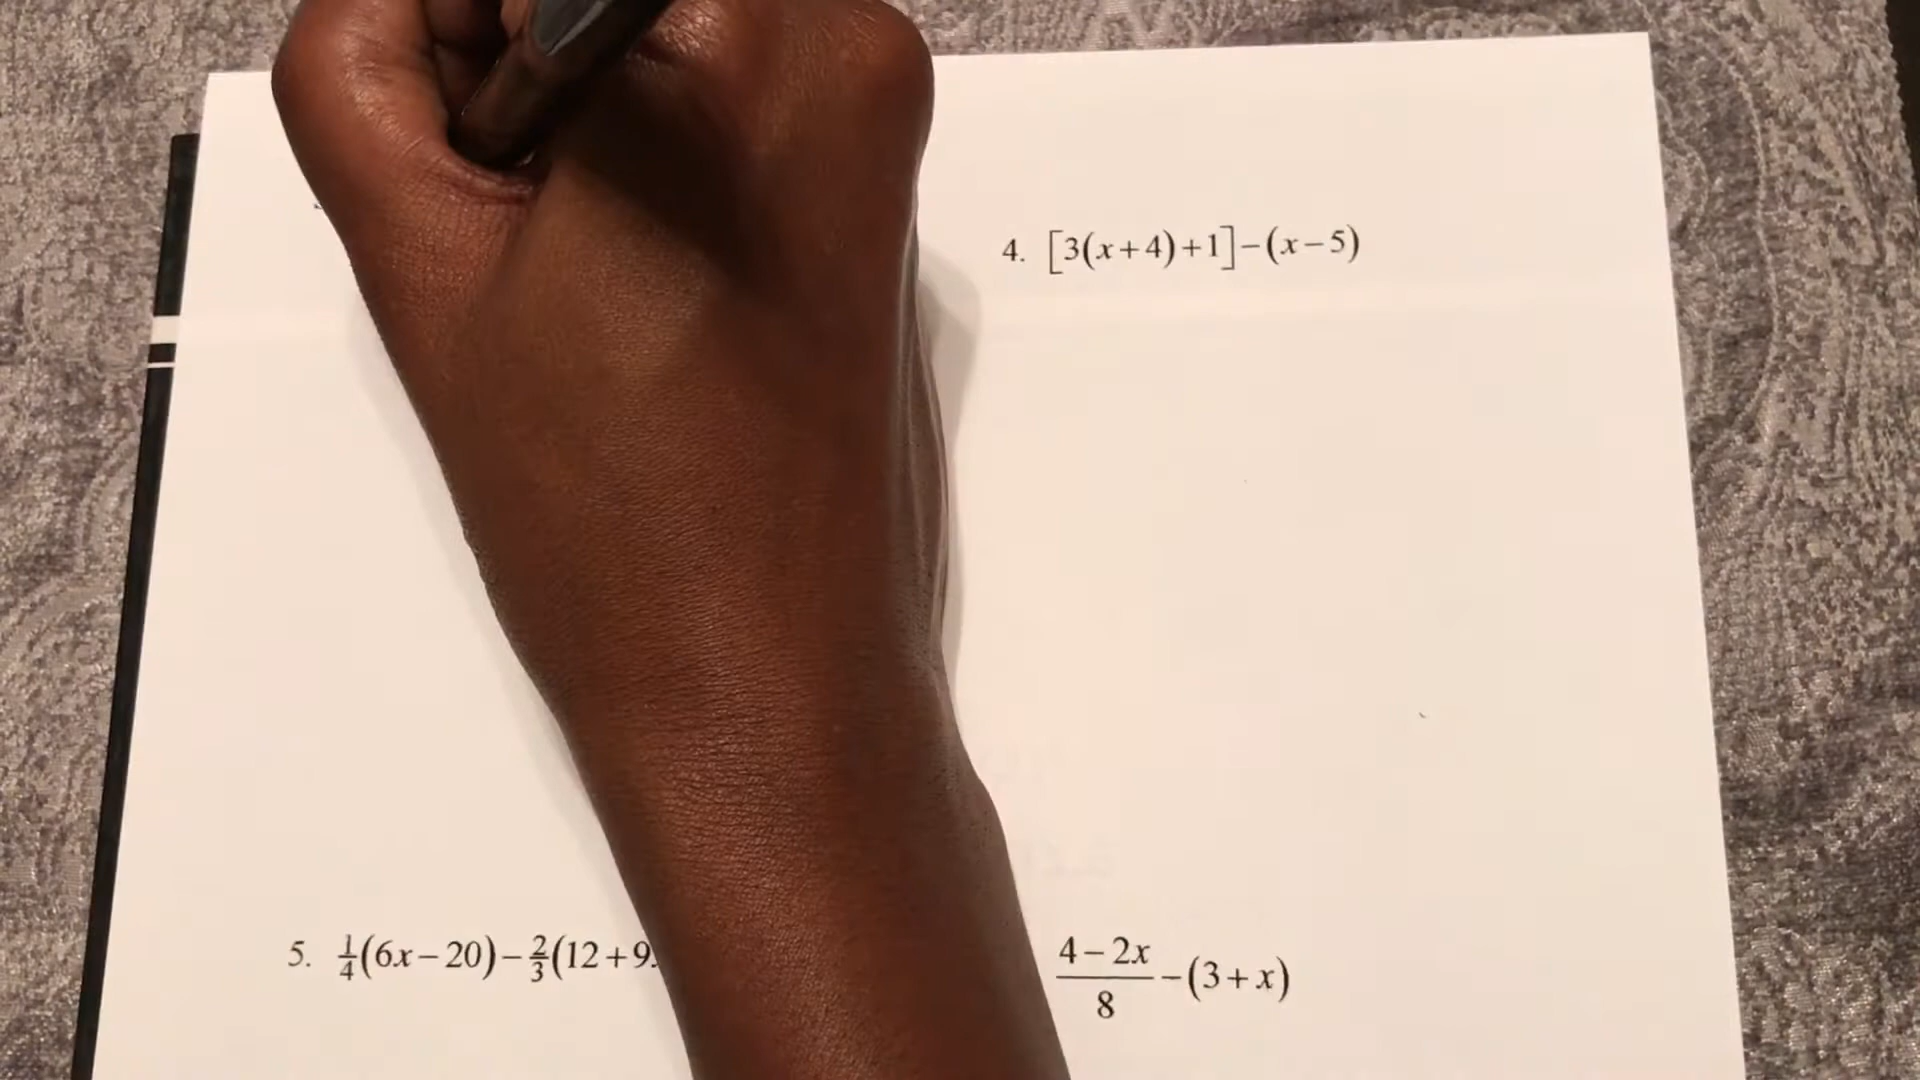 4. [3(x+4)+1]−(x−5)
5. 1/4(6x−20)−2/3(12+9
4−2x/8 −(3+x)